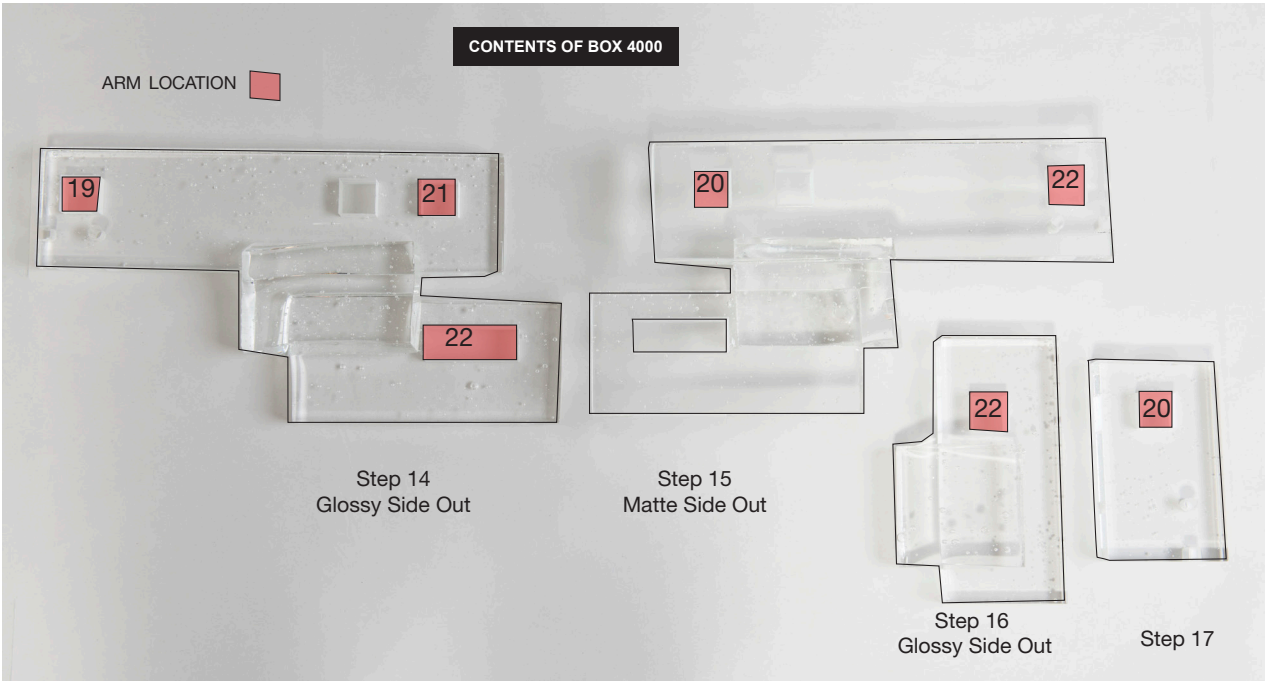 CONTENTS OF BOX 4000
ARM LOCATION
19
21
20
22
22
22
20
Step 14
Glossy Side Out
Step 15
Matte Side Out
Step 16
Glossy Side Out
Step 17